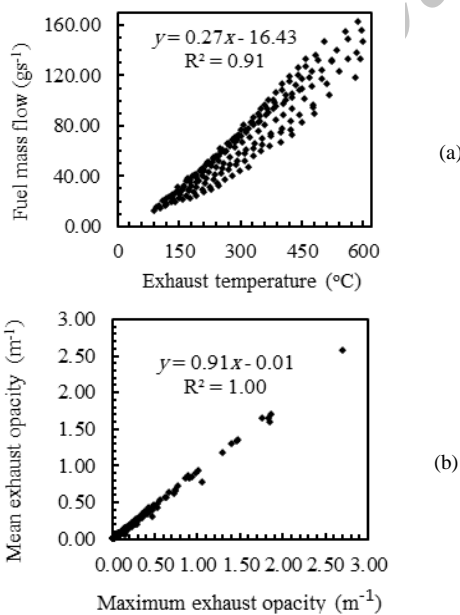 160.00
120.00
80.00
40.00
0.00
Fuel mass flow (gs-1)
y = 0.27x - 16.43
R² = 0.91
0 150 300 450 600
Exhaust temperature (°C)
(a)
3.00
2.50
2.00
1.50
1.00
0.50
0.00
Mean exhaust opacity (m-1)
y = 0.91x - 0.01
R² = 1.00
0.00 0.50 1.00 1.50 2.00 2.50 3.00
Maximum exhaust opacity (m-1)
(b)